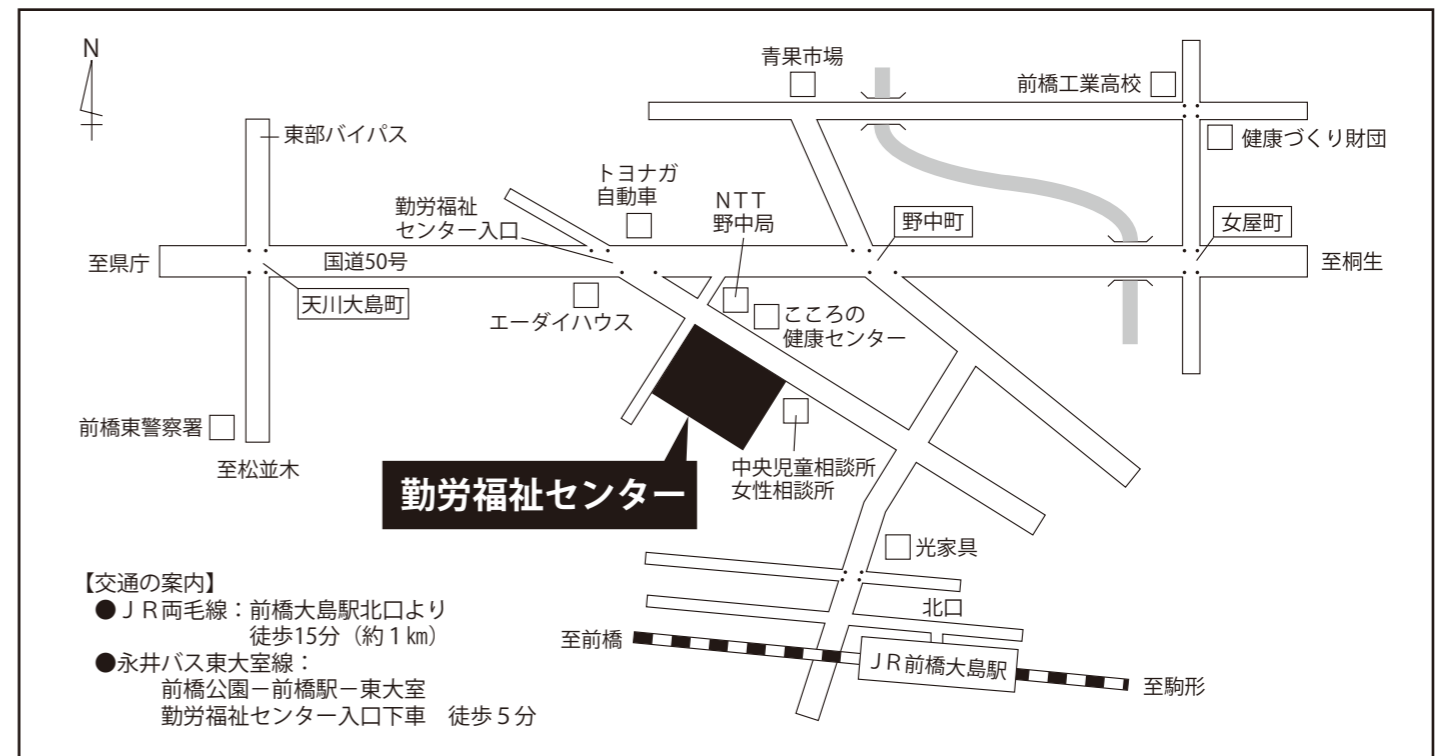 N
青果市場
前橋工業高校
東部バイパス
健康づくり財団
トヨナガ
自動車
NTT
野中局
勤労福祉
センター入口
野中町
女屋町
至県庁
国道50号
至桐生
天川大島町
エーダイハウス
こころの
健康センター
前橋東警察署
至松並木
中央児童相談所
女性相談所
勤労福祉センター
光家具
【交通の案内】
●JR両毛線:前橋大島駅北口より
徒歩15分(約1㎞)
●永井バス東大室線:
前橋公園-前橋駅-東大室
勤労福祉センター入口下車 徒歩5分
北口
至前橋
JR前橋大島駅
至駒形